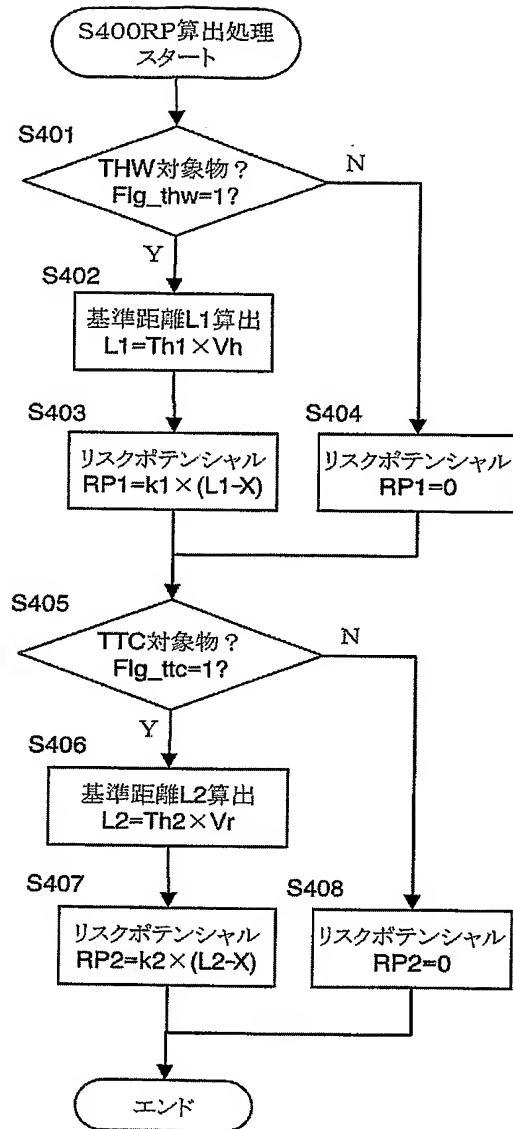 S400RP算出処理
スタート
S401
THW対象物?
Flg_thw=1?
N
Y
S402
基準距離L1算出
L1=Th1×Vh
S403
リスクポテンシャル
RP1=k1×(L1-X)
S404
リスクポテンシャル
RP1=0
S405
TTC対象物?
Flg_ttc=1?
N
Y
S406
基準距離L2算出
L2=Th2×Vr
S407
リスクポテンシャル
RP2=k2×(L2-X)
S408
リスクポテンシャル
RP2=0
エンド